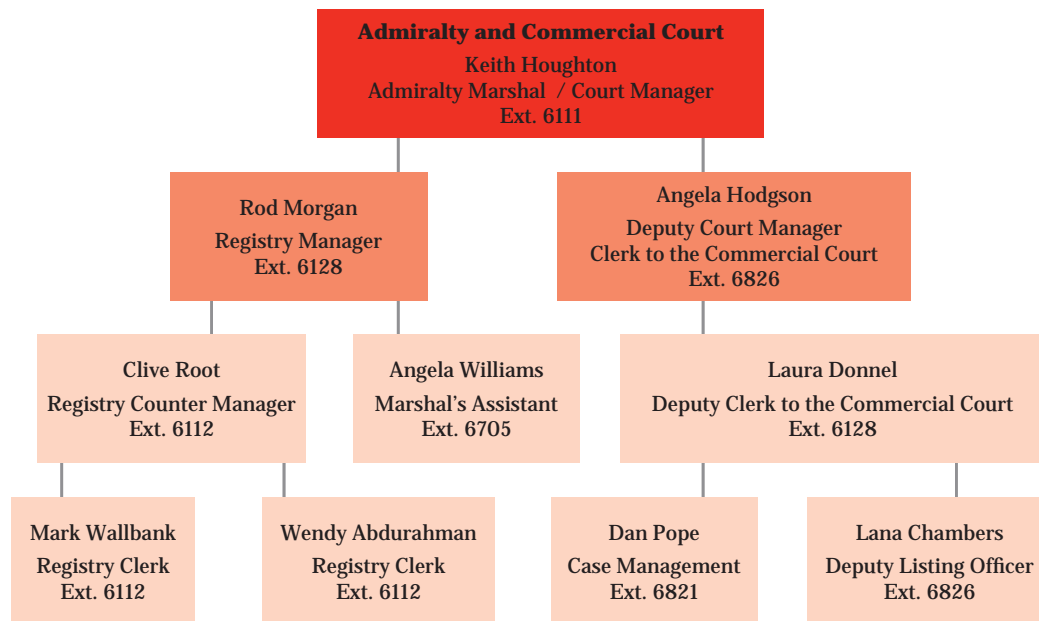 Admiralty and Commercial Court
Keith Houghton
Admiralty Marshal / Court Manager
Ext. 6111
Rod Morgan
Registry Manager
Ext. 6128
Angela Hodgson
Deputy Court Manager
Clerk to the Commercial Court
Ext. 6826
Clive Root
Registry Counter Manager
Ext. 6112
Angela Williams
Marshal's Assistant
Ext. 6705
Laura Donnel
Deputy Clerk to the Commercial Court
Ext. 6128
Mark Wallbank
Registry Clerk
Ext. 6112
Wendy Abdurahman
Registry Clerk
Ext. 6112
Dan Pope
Case Management
Ext. 6821
Lana Chambers
Deputy Listing Officer
Ext. 6826